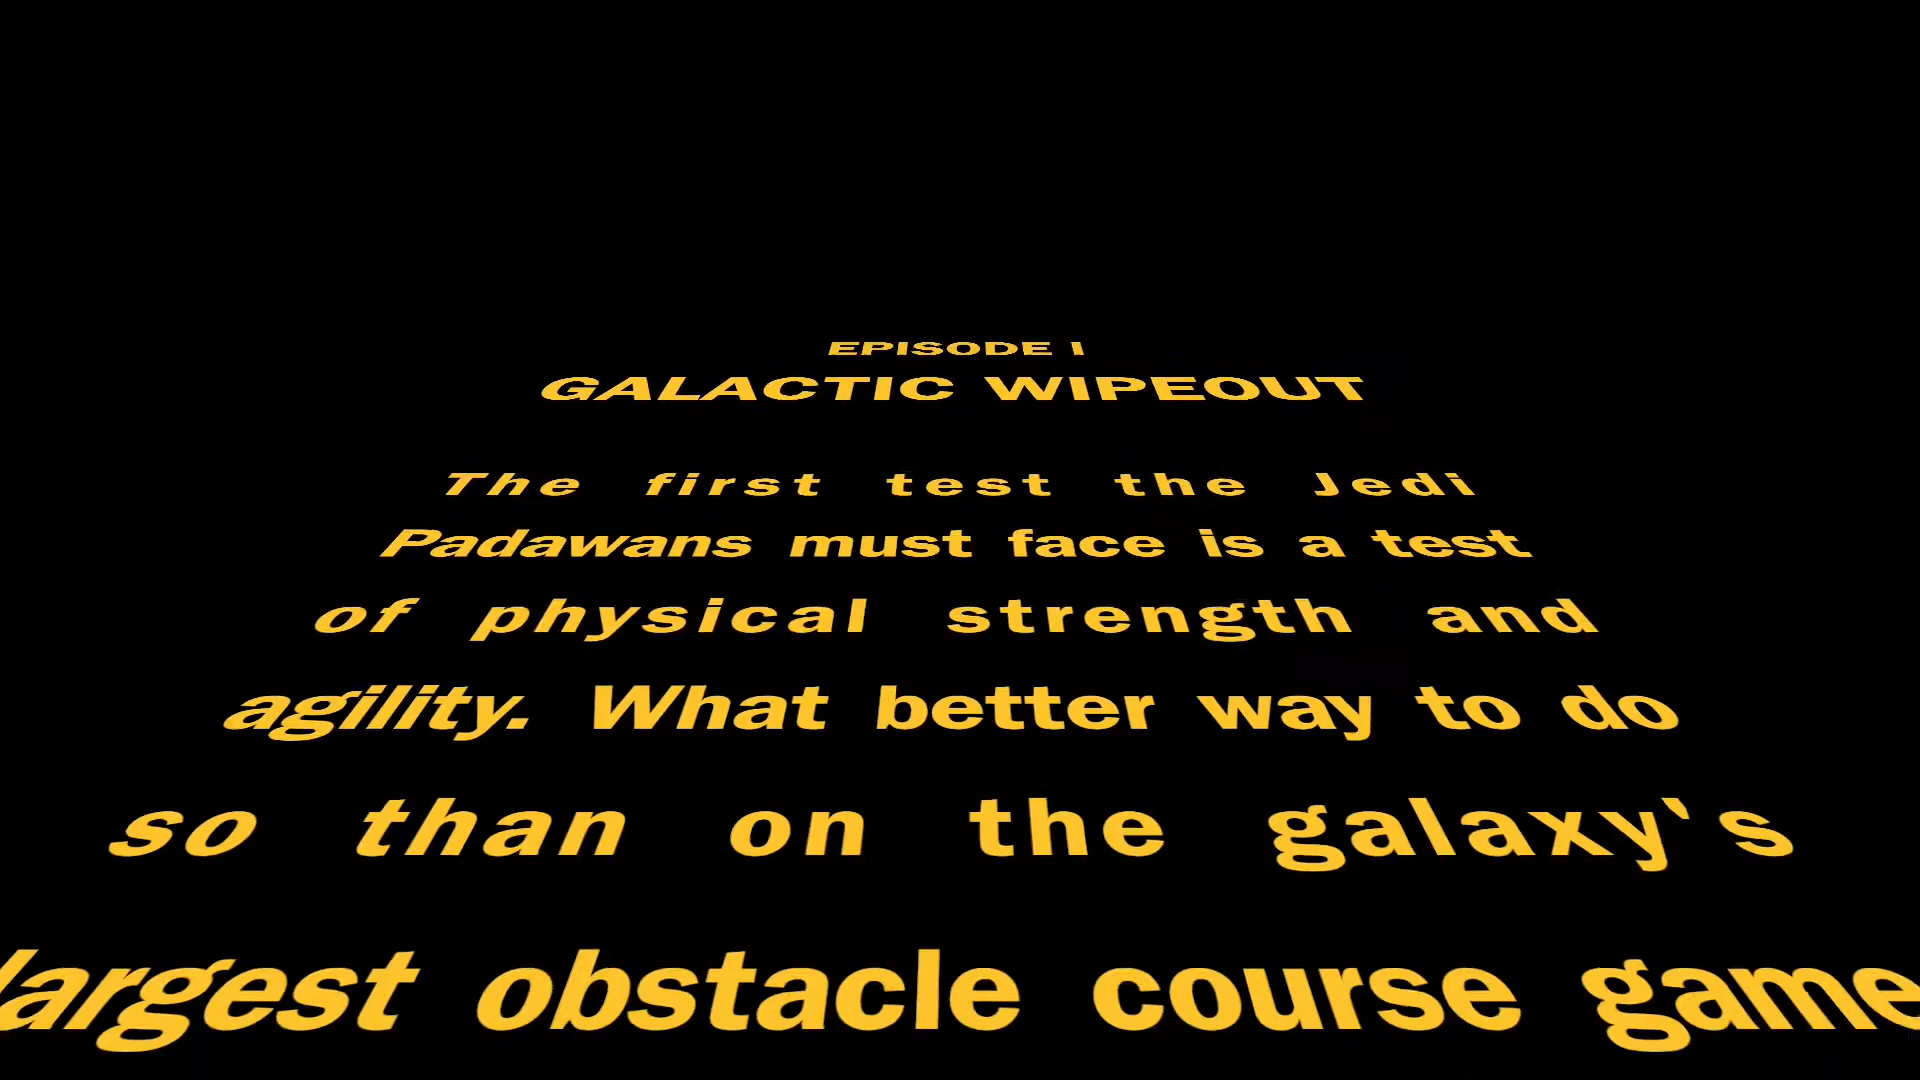 EPISODE I
GALACTIC WIPEOUT
The first test the Jedi
Padawans must face is a test
of physical strength and
agility. What better way to do
so than on the galaxy`s
largest obstacle course game